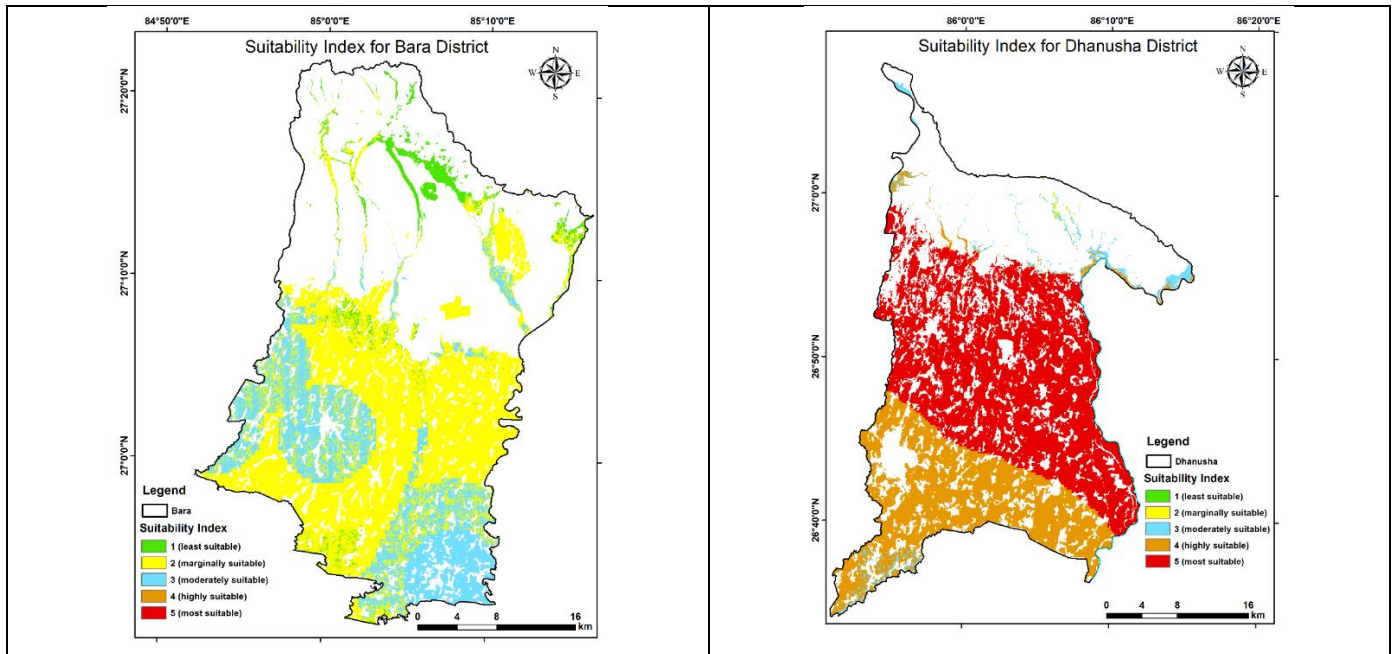 84°50'0"E 85°0'0"E 85°10'0"E
Suitability Index for Bara District
N
W E
S
27°20'0"N
27°10'0"N
27°0'0"N
Legend
Bara
Suitability Index
1 (least suitable)
2 (marginally suitable)
3 (moderately suitable)
4 (highly suitable)
5 (most suitable)
0 4 8 16
km
86°0'0"E 86°10'0"E 86°20'0"E
Suitability Index for Dhanusha District
N
W E
S
27°0'0"N
26°50'0"N
26°40'0"N
Legend
Dhanusha
Suitability Index
1 (least suitable)
2 (marginally suitable)
3 (moderately suitable)
4 (highly suitable)
5 (most suitable)
0 4 8 16
km